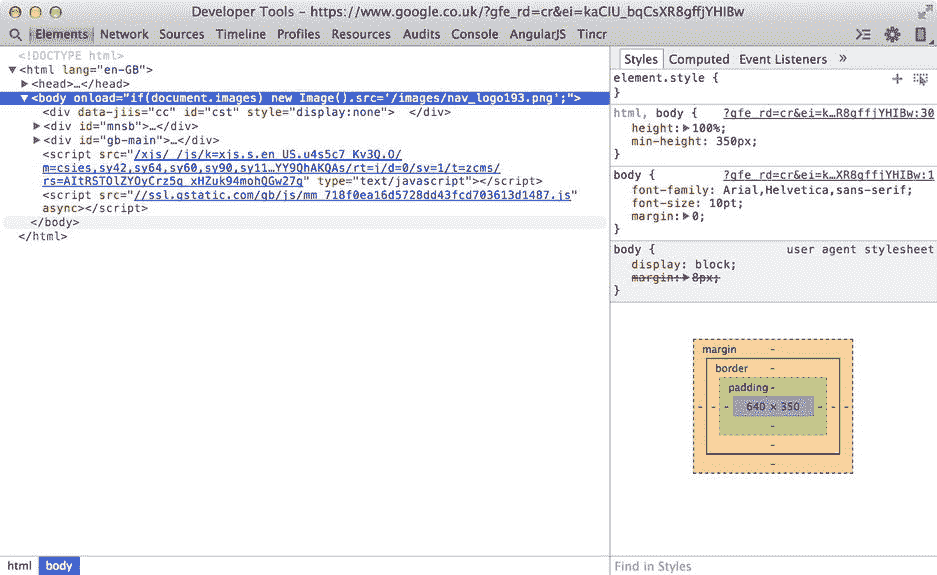 Developer Tools - https://www.google.co.uk/?gfe_rd=cr&ei=kaCIU_bqCsXR8gffjYHIBw
Elements Network Sources Timeline Profiles Resources Audits Console AngularJS Tincr
<!DOCTYPE html>
▼<html lang="en-GB">
▶<head>…</head>
▼<body onload="if(document.images) new Image().src='/images/nav_logo193.png';">
<div data-jiis="cc" id="cst" style="display:none"> </div>
▶<div id="mnsb">…</div>
▶<div id="gb-main">…</div>
<script src="/xjs/_/js/k=xjs.s.en_US.u4s5c7_Kv3Q.O/
m=csies,sy42,sy64,sy60,sy90,sy11…YY9QhAKQAs/rt=j/d=0/sv=1/t=zcms/
rs=AItRSTOlZYOyCrz5q_xHZuk94mohQGw27g" type="text/javascript"></script>
<script src="//ssl.gstatic.com/gb/js/mm_718f0ea16d5728dd43fcd703613d1487.js"
async></script>
</body>
</html>
html body
Styles Computed Event Listeners »
element.style {
}
html, body { ?gfe_rd=cr&ei=k…XR8gffjYHIBw:30
height:▶100%;
min-height: 350px;
}
body { ?gfe_rd=cr&ei=k…XR8gffjYHIBw:1
font-family: Arial,Helvetica,sans-serif;
font-size: 10pt;
margin:▶0;
}
body { user agent stylesheet
display: block;
margin:▶8px;
}
margin -
border -
padding -
- - - 640 × 350 - - -
-
-
-
Find in Styles